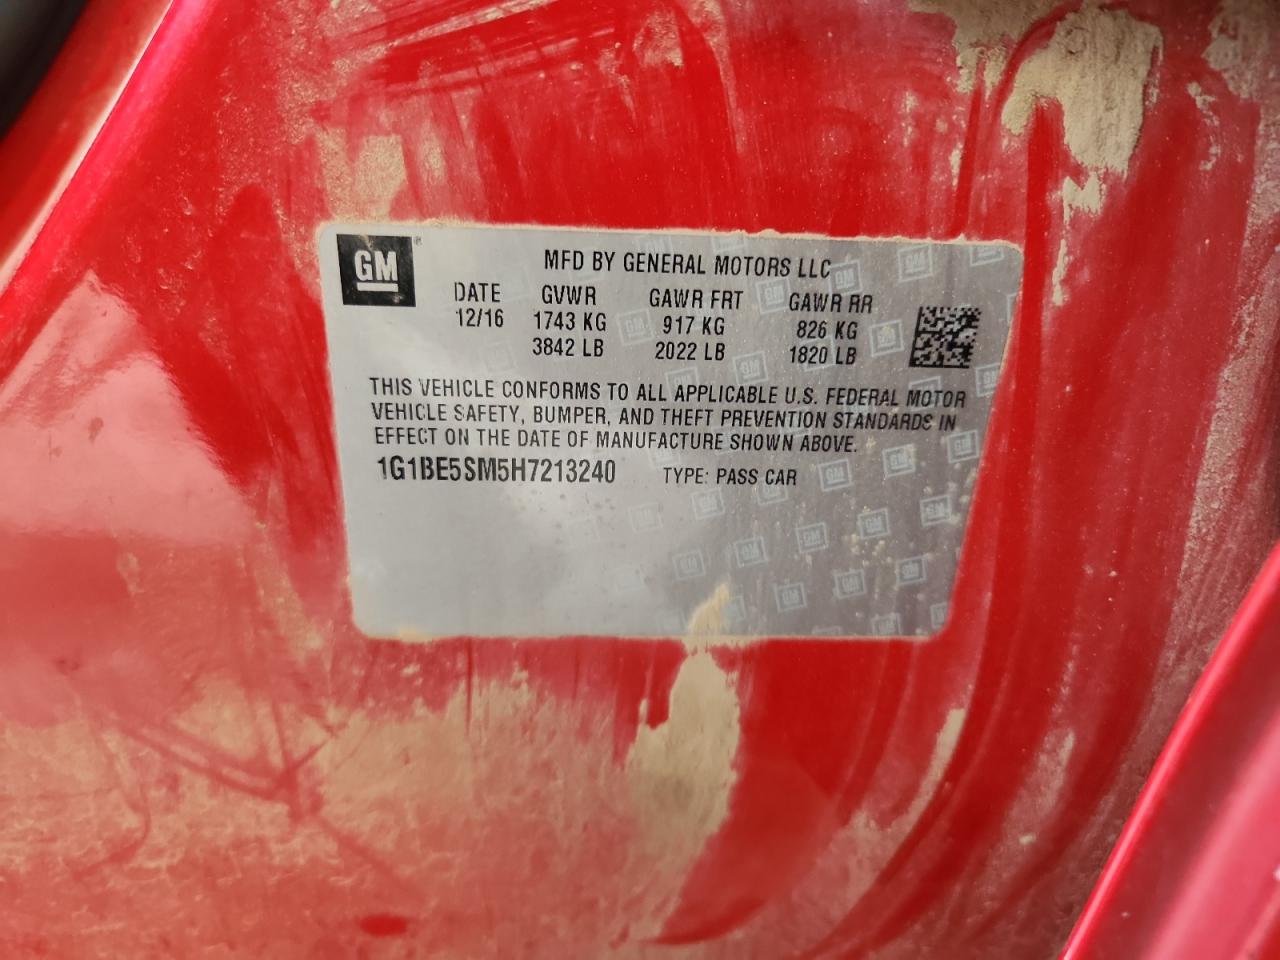 GM
MFD BY GENERAL MOTORS LLC
DATE GVWR GAWR FRT GAWR RR
12/16 1743 KG 917 KG 826 KG
3842 LB 2022 LB 1820 LB
THIS VEHICLE CONFORMS TO ALL APPLICABLE U.S. FEDERAL MOTOR
VEHICLE SAFETY, BUMPER, AND THEFT PREVENTION STANDARDS IN
EFFECT ON THE DATE OF MANUFACTURE SHOWN ABOVE.
1G1BE5SM5H7213240 TYPE: PASS CAR